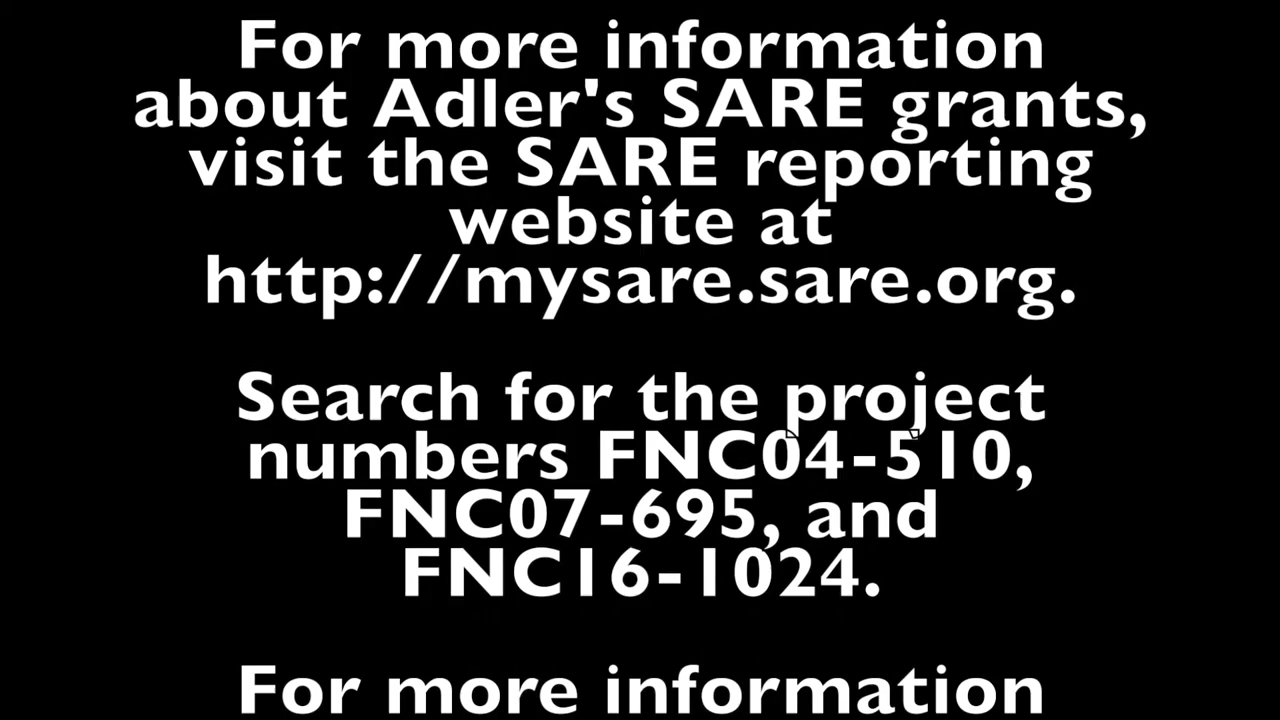 For more information
about Adler's SARE grants,
visit the SARE reporting
website at
http://mysare.sare.org.
Search for the project
numbers FNC04-510,
FNC07-695, and
FNC16-1024.
For more information